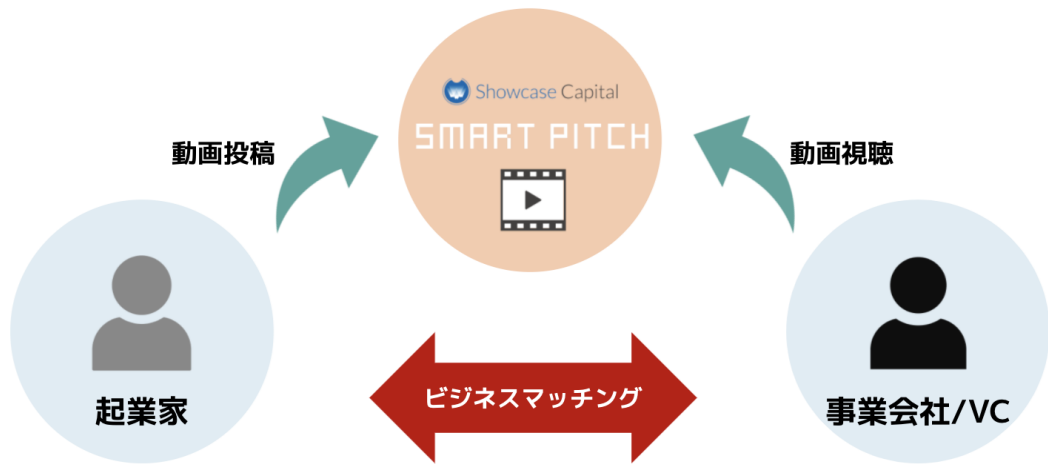 Showcase Capital
SMART PITCH
動画投稿
動画視聴
ビジネスマッチング
起業家
事業会社/VC